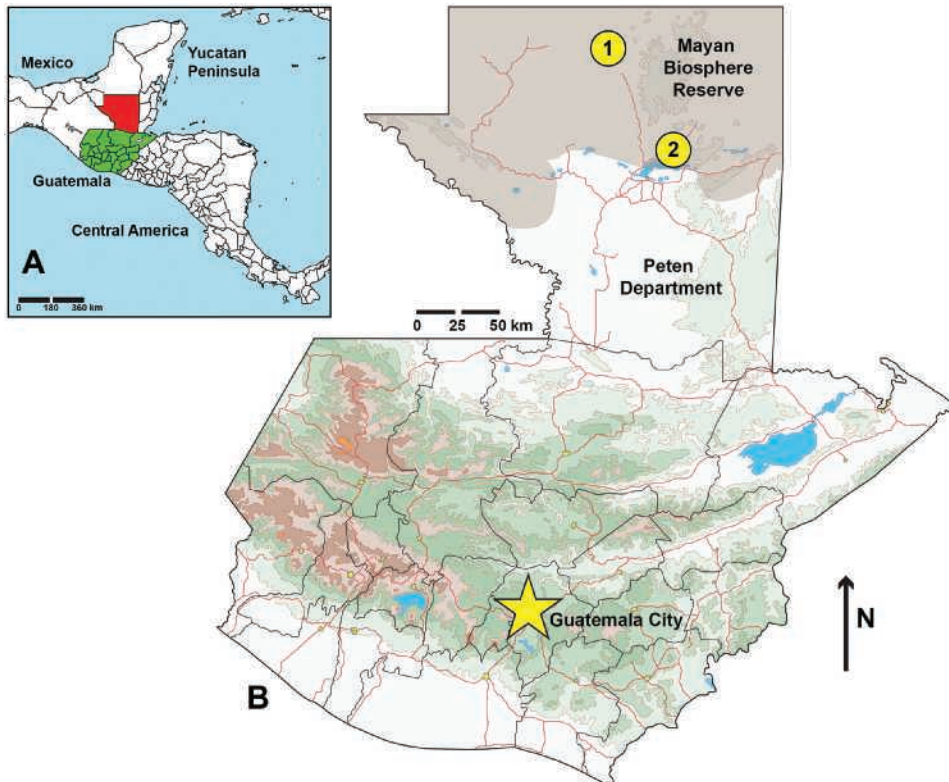 Mexico
Yucatan
Peninsula
Guatemala
Central America
A
0 180 360 km
1
Mayan
Biosphere
Reserve
2
Peten
Department
0 25 50 km
Guatemala City
N
B